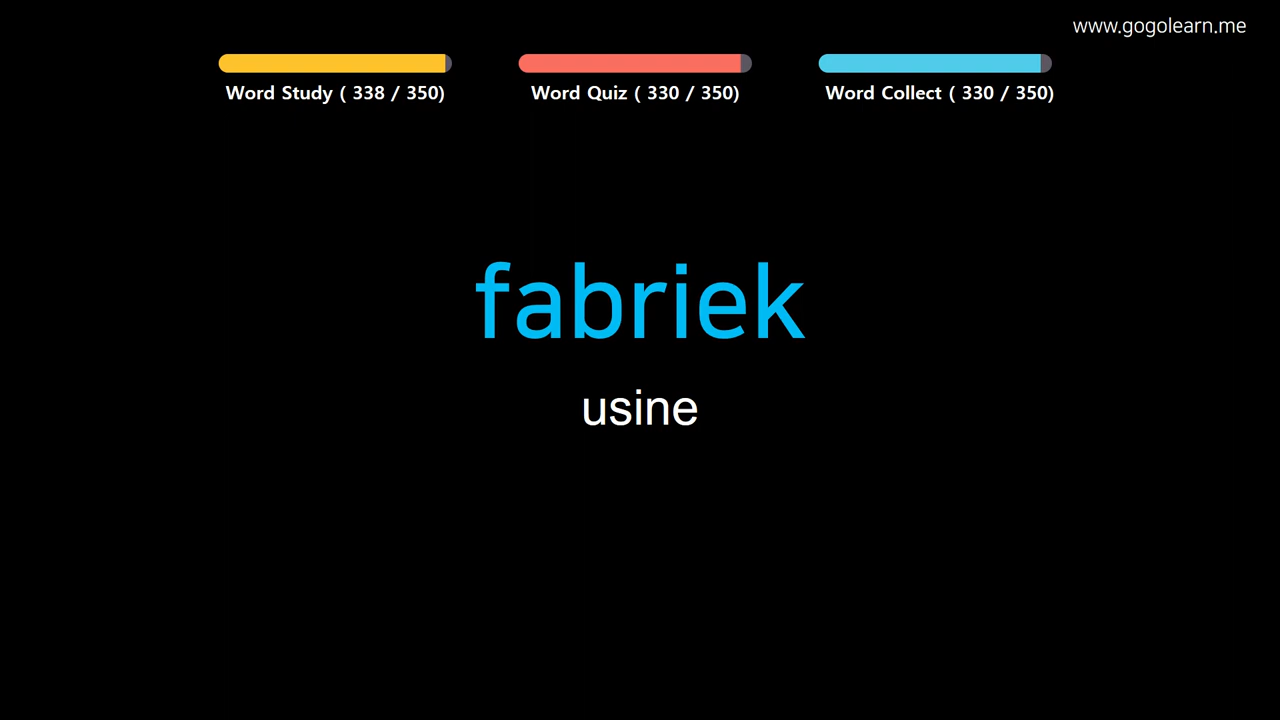 www.gogolearn.me
Word Study ( 338 / 350)
Word Quiz ( 330 / 350)
Word Collect ( 330 / 350)
fabriek
usine